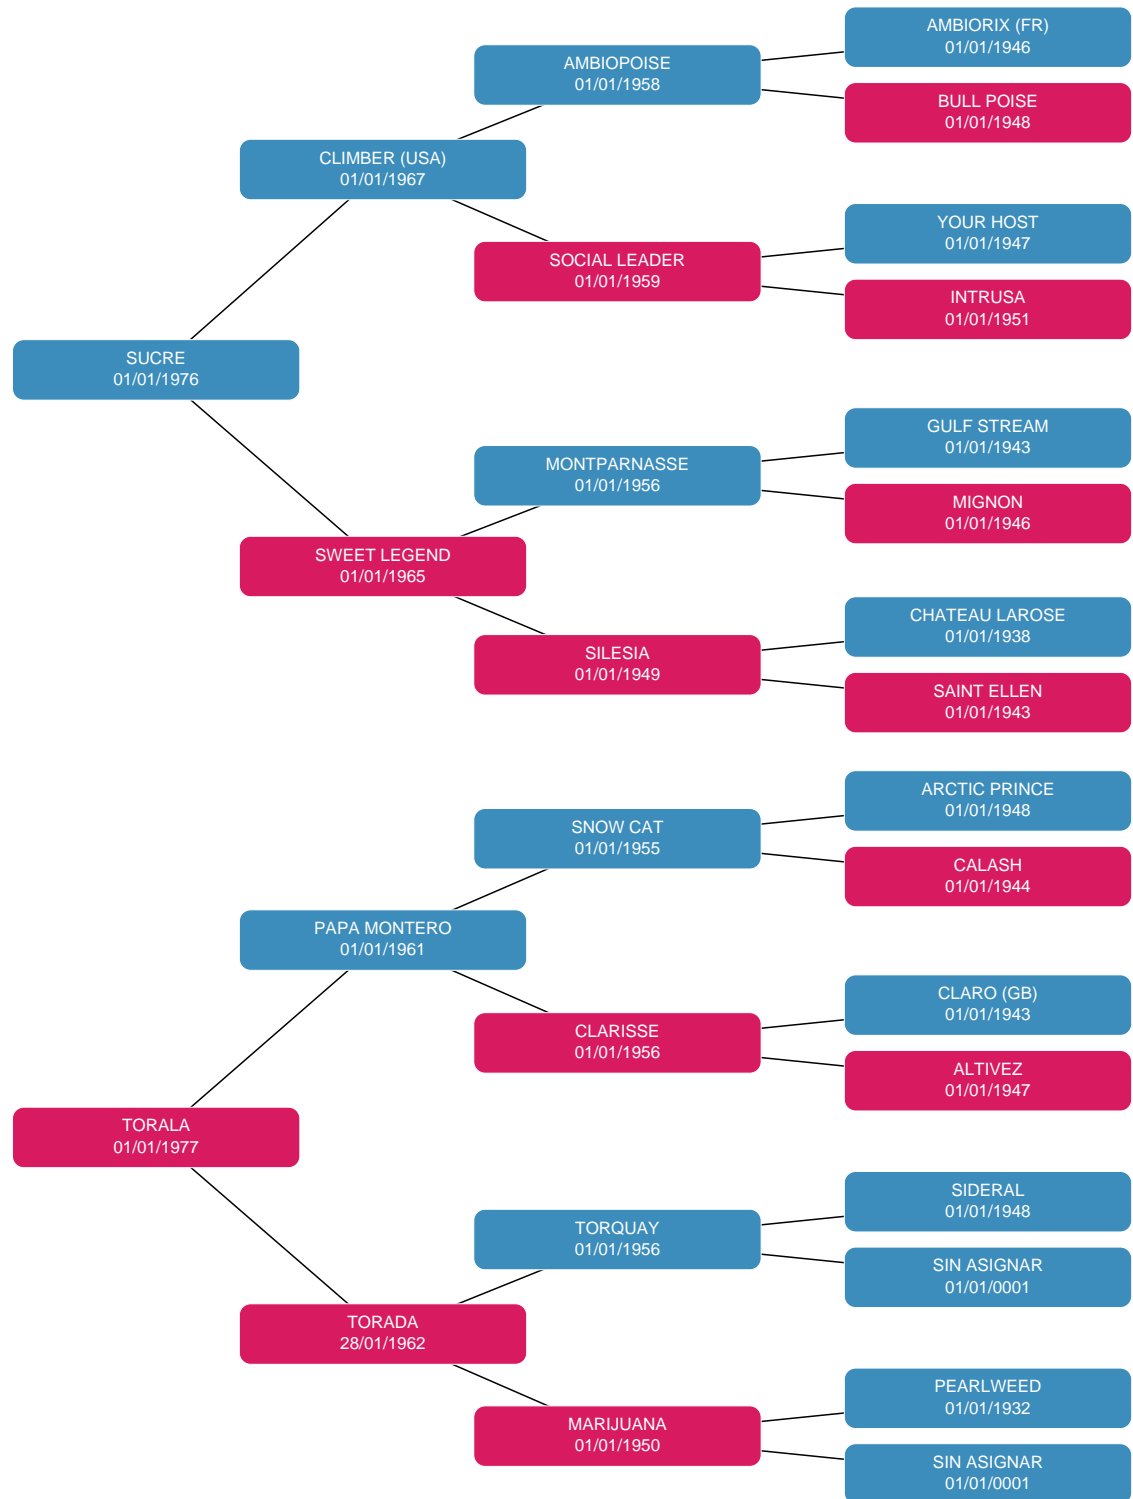 AMBIORIX (FR)
01/01/1946
AMBIOPOISE
01/01/1958
BULL POISE
01/01/1948
CLIMBER (USA)
01/01/1967
YOUR HOST
01/01/1947
SOCIAL LEADER
01/01/1959
INTRUSA
01/01/1951
SUCRE
01/01/1976
GULF STREAM
01/01/1943
MONTPARNASSE
01/01/1956
MIGNON
01/01/1946
SWEET LEGEND
01/01/1965
CHATEAU LAROSE
01/01/1938
SILESIA
01/01/1949
SAINT ELLEN
01/01/1943
ARCTIC PRINCE
01/01/1948
SNOW CAT
01/01/1955
CALASH
01/01/1944
PAPA MONTERO
01/01/1961
CLARO (GB)
01/01/1943
CLARISSE
01/01/1956
ALTIVEZ
01/01/1947
TORALA
01/01/1977
SIDERAL
01/01/1948
TORQUAY
01/01/1956
SIN ASIGNAR
01/01/0001
TORADA
28/01/1962
PEARLWEED
01/01/1932
MARIJUANA
01/01/1950
SIN ASIGNAR
01/01/0001